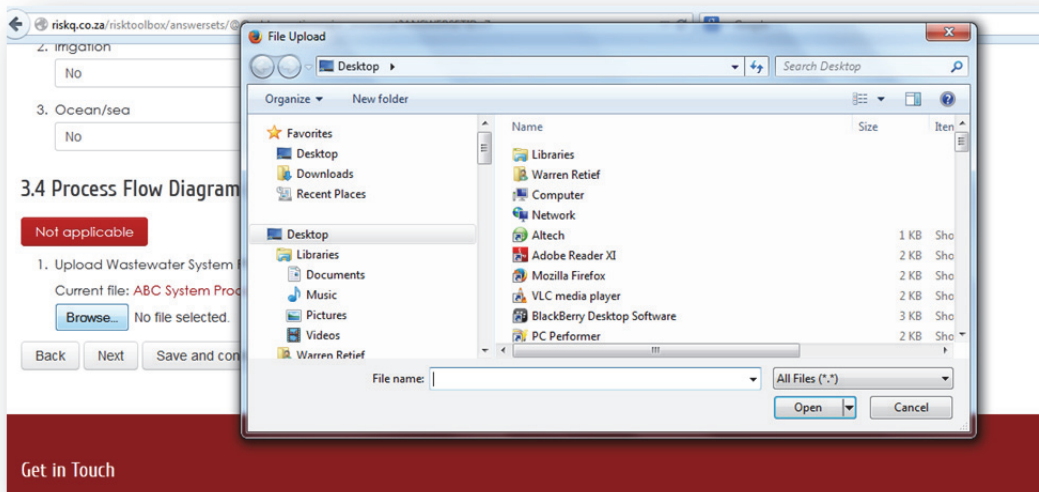 riskq.co.za/risktoolbox/answersets/@
2. Irrigation
No
3. Ocean/sea
No
3.4 Process Flow Diagram
Not applicable
1. Upload Wastewater System
Current file: ABC System Proc
Browse... No file selected.
Back Next Save and con
Get in Touch
File Upload
Desktop
Search Desktop
Organize New folder
Favorites
Desktop
Downloads
Recent Places
Desktop
Libraries
Documents
Music
Pictures
Videos
Warren Retief
Name Size Iten
Libraries
Warren Retief
Computer
Network
Altech 1 KB Sho
Adobe Reader XI 2 KB Sho
Mozilla Firefox 2 KB Sho
VLC media player 2 KB Sho
BlackBerry Desktop Software 3 KB Sho
PC Performer 2 KB Sho
File name: All Files (*.*)
Open Cancel